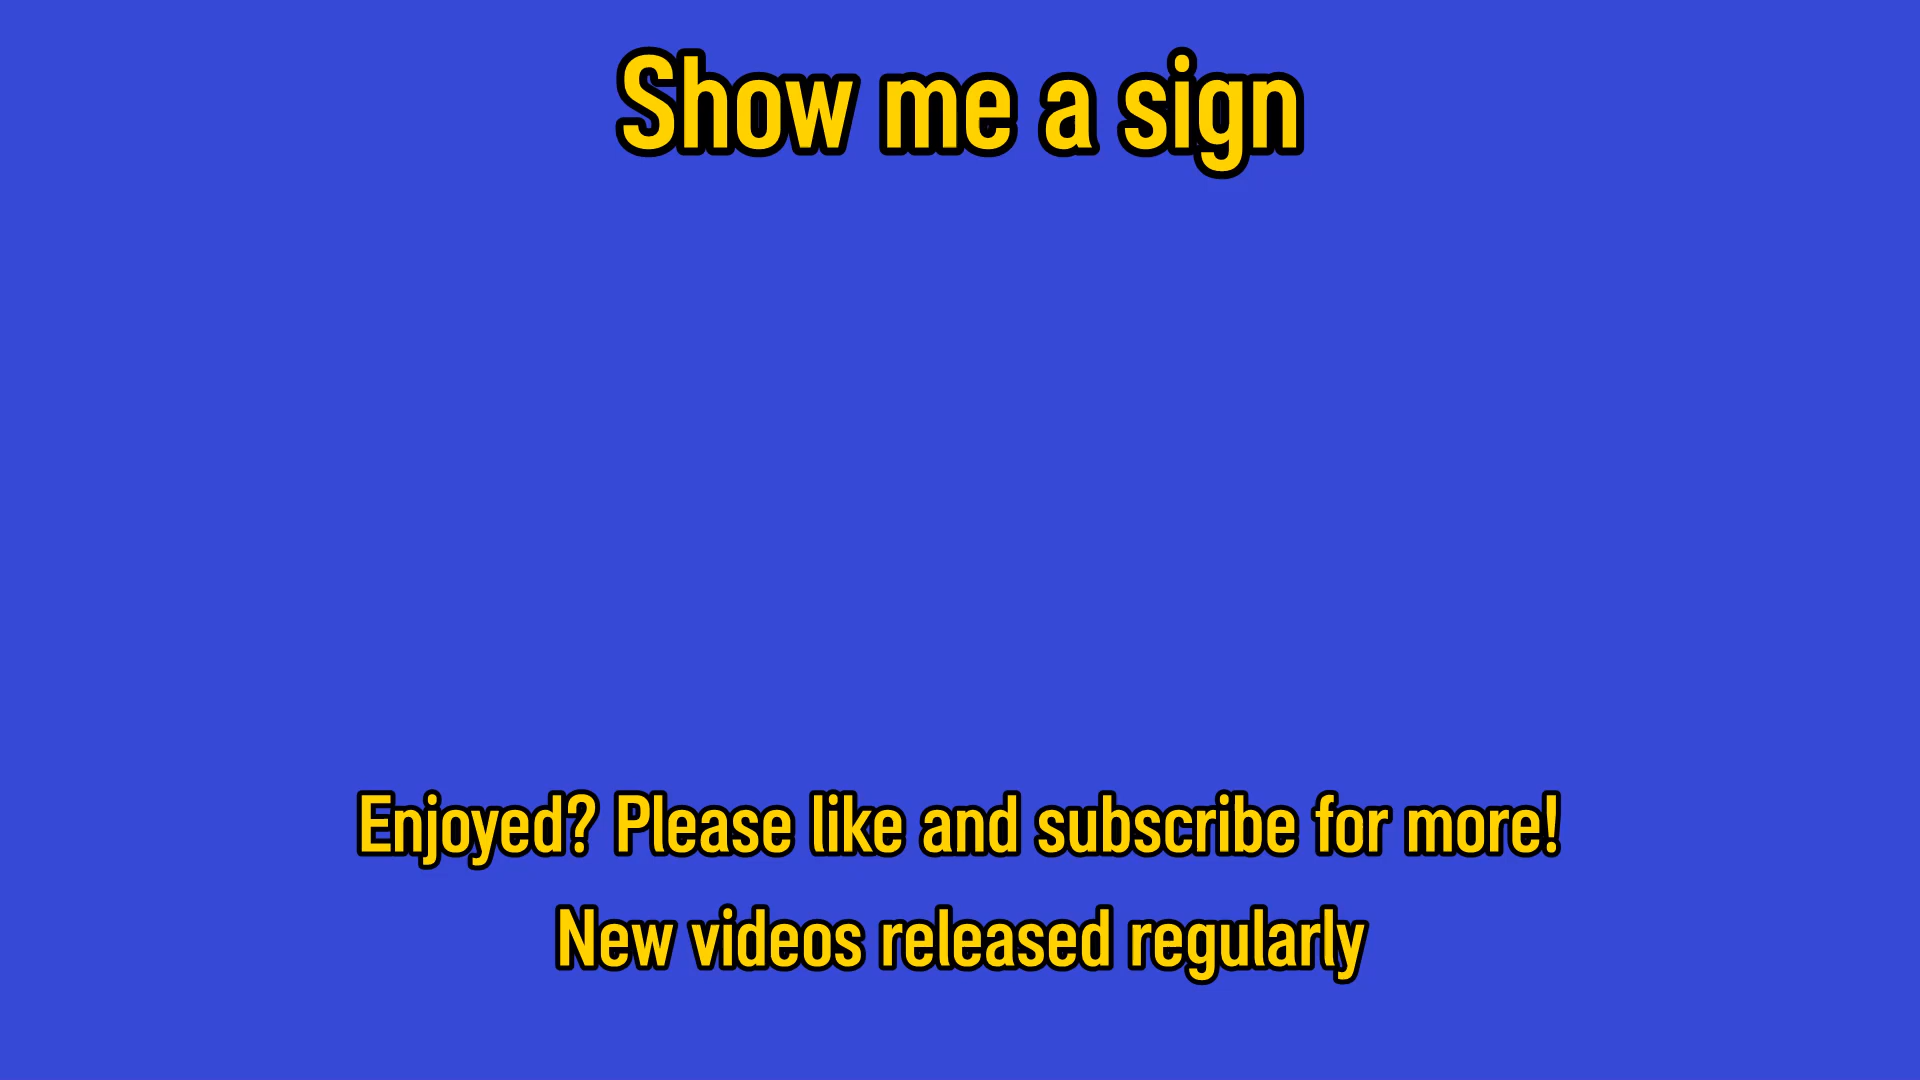 Show me a sign
Enjoyed? Please like and subscribe for more!
New videos released regularly